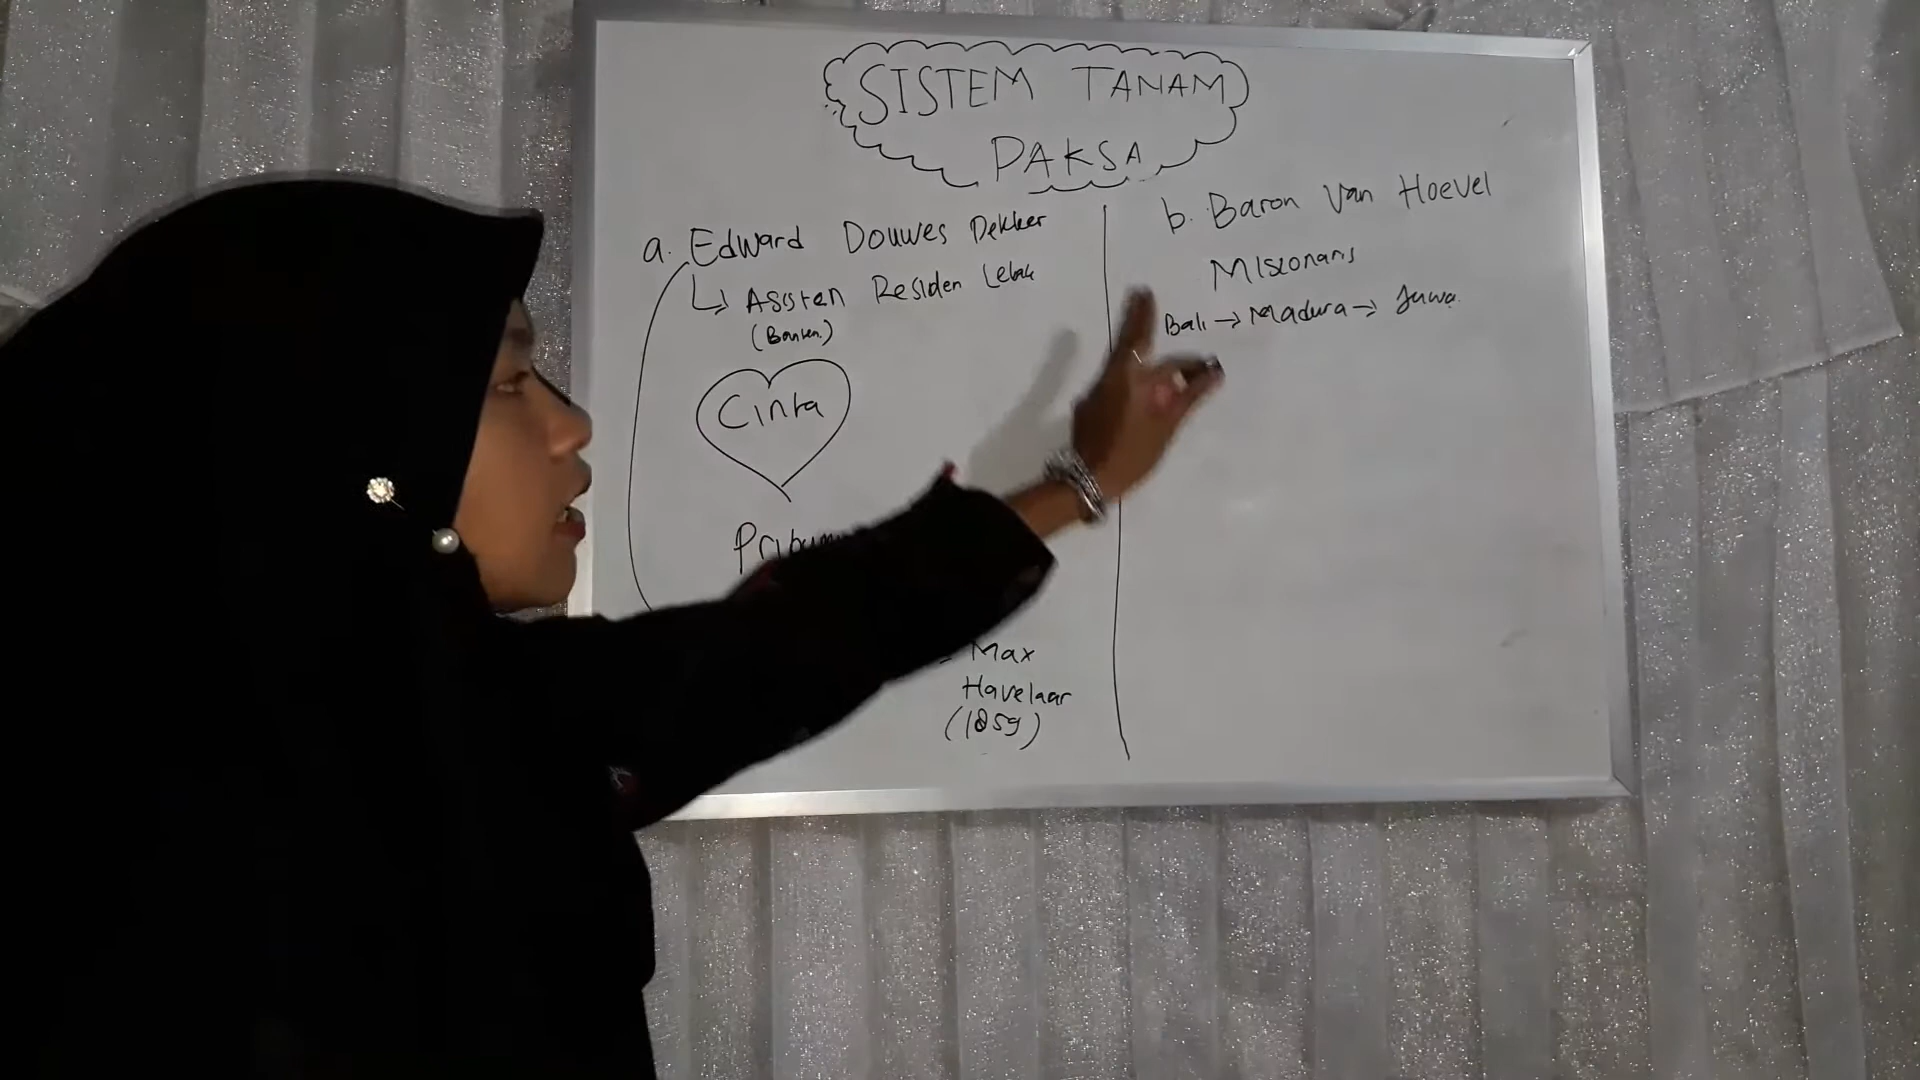 SISTEM TANAM
PAKSA
a. Edward Douwes Dekker
↳ Asisten Residen Lebak
(Banten)
Cinta
Max
Havelaar
(1859)
b. Baron Van Hoevel
Misionaris
Bali → Madura → Jawa